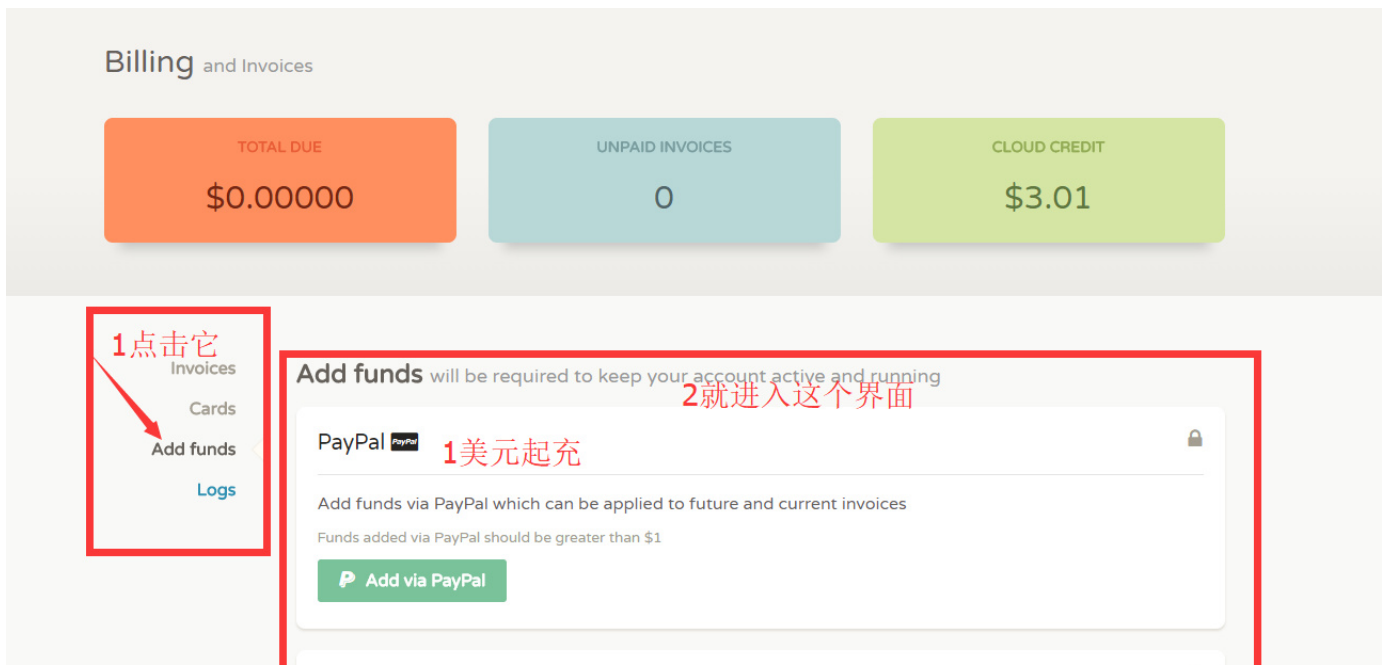 Billing and Invoices
TOTAL DUE
UNPAID INVOICES
CLOUD CREDIT
$0.00000
0
$3.01
1点击它
Invoices
Cards
Add funds
Logs
Add funds will be required to keep your account active and running
2就进入这个界面
PayPal PayPal
1美元起充
Add funds via PayPal which can be applied to future and current invoices
Funds added via PayPal should be greater than $1
Add via PayPal